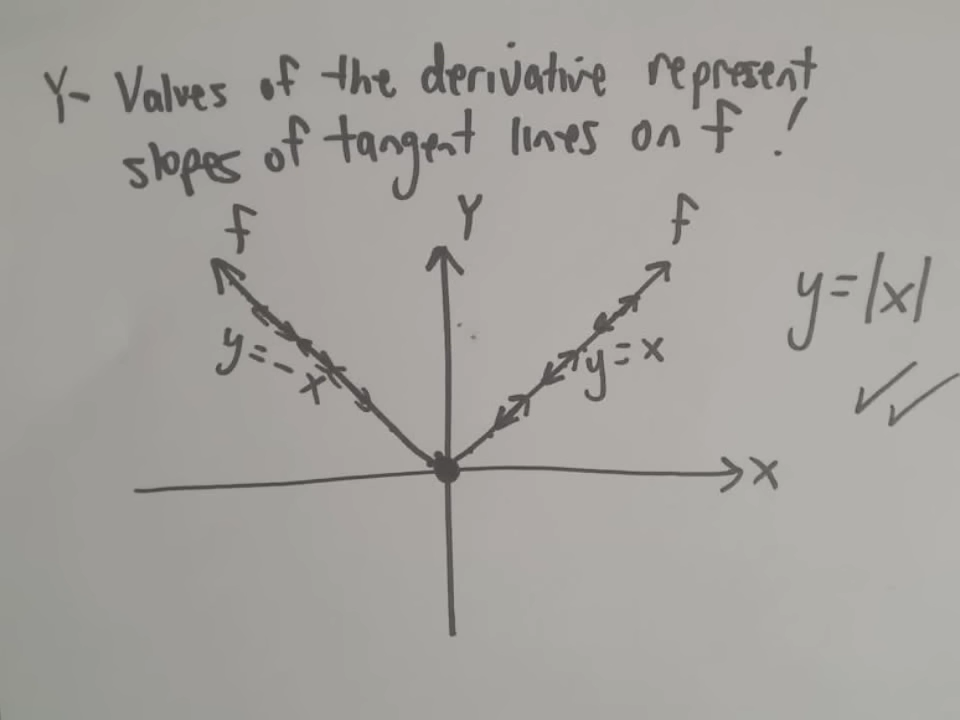 Y- Values of the derivative represent
slopes of tangent lines on f!
f
Y
f
y=|x|
y=-x
y=x
X